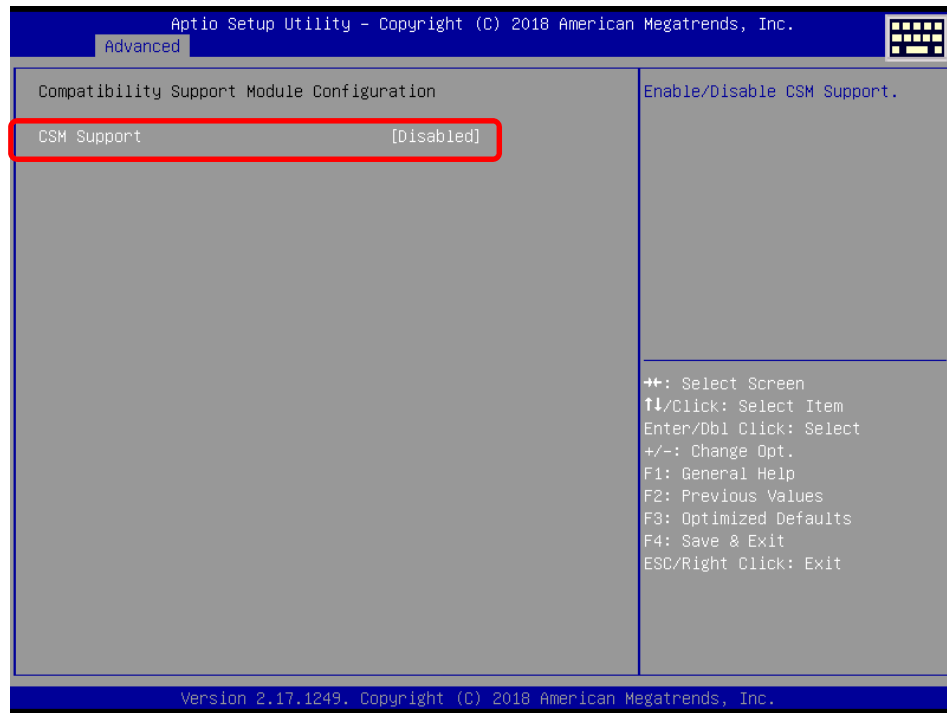 Aptio Setup Utility – Copyright (C) 2018 American Megatrends, Inc.
Advanced
Compatibility Support Module Configuration
CSM Support [Disabled]
Enable/Disable CSM Support.
→←: Select Screen
↑↓/Click: Select Item
Enter/Dbl Click: Select
+/-: Change Opt.
F1: General Help
F2: Previous Values
F3: Optimized Defaults
F4: Save & Exit
ESC/Right Click: Exit
Version 2.17.1249. Copyright (C) 2018 American Megatrends, Inc.